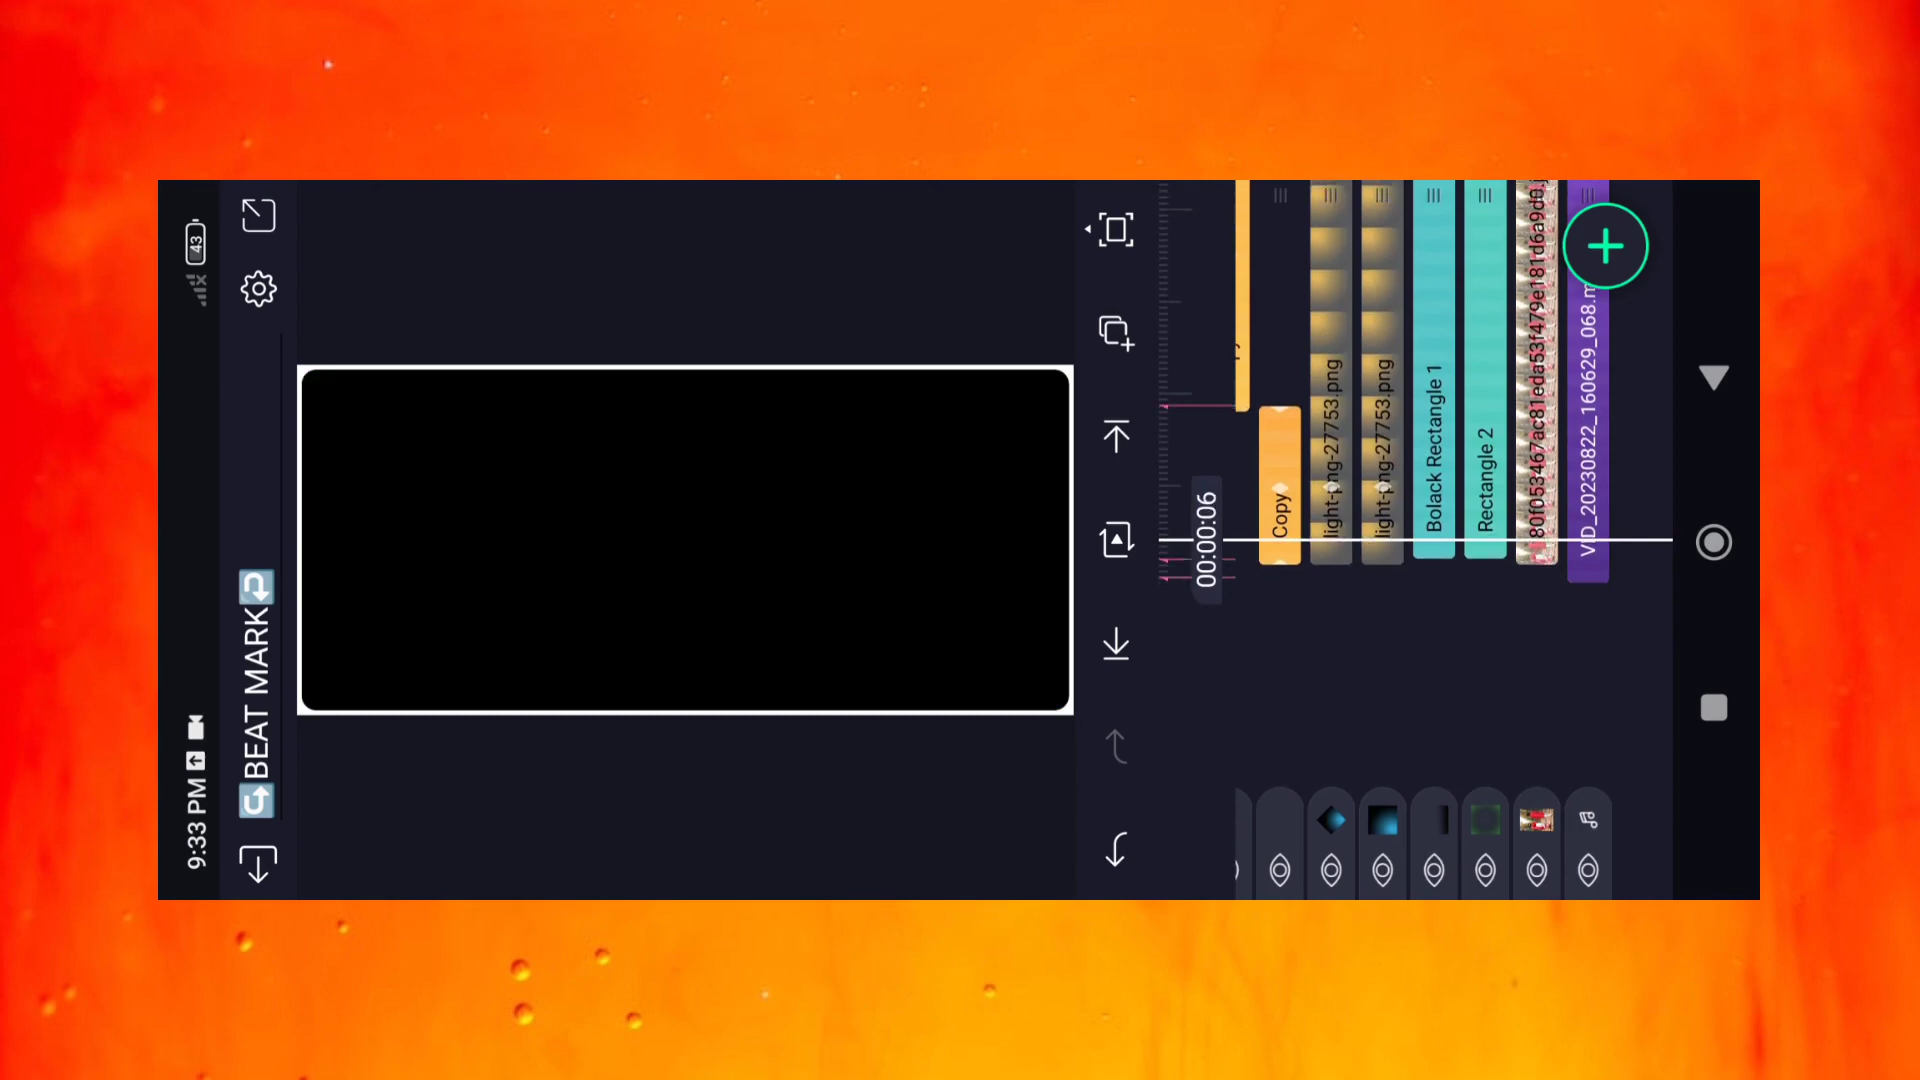 9:33 PM
43
↪️BEAT MARK↩️
00:00:06
Copy
light-png-27753.png
light-png-27753.png
Bolack Rectangle 1
Rectangle 2
VID_20230822_160629_068.m